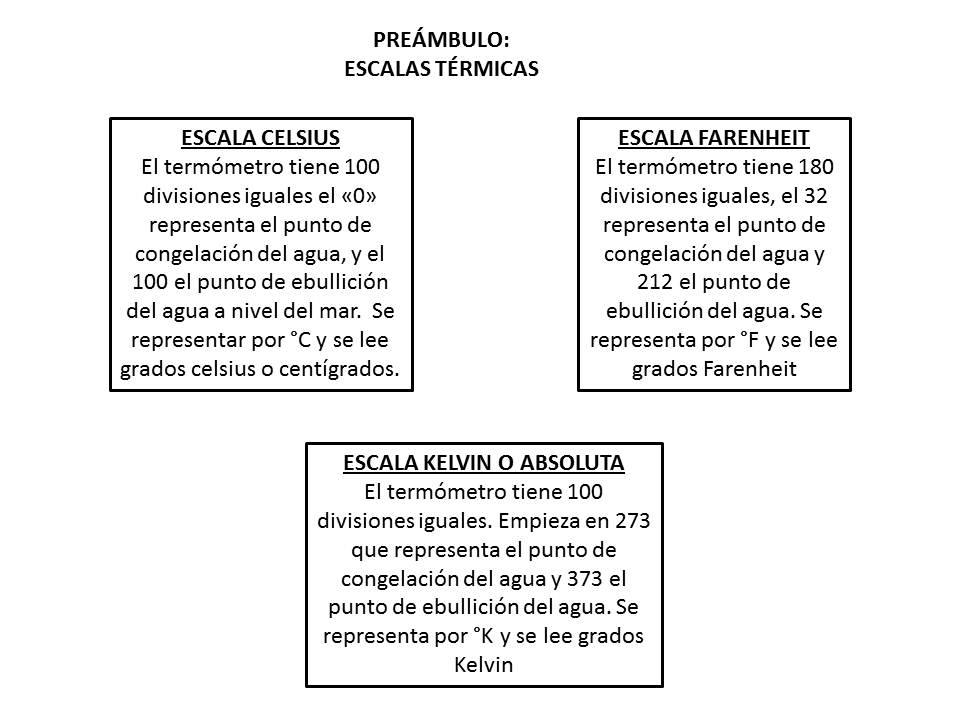 PREÁMBULO:
ESCALAS TÉRMICAS
ESCALA CELSIUS
El termómetro tiene 100
divisiones iguales el «0»
representa el punto de
congelación del agua, y el
100 el punto de ebullición
del agua a nivel del mar. Se
representar por °C y se lee
grados celsius o centígrados.
ESCALA FARENHEIT
El termómetro tiene 180
divisiones iguales, el 32
representa el punto de
congelación del agua y
212 el punto de
ebullición del agua. Se
representa por °F y se lee
grados Farenheit
ESCALA KELVIN O ABSOLUTA
El termómetro tiene 100
divisiones iguales. Empieza en 273
que representa el punto de
congelación del agua y 373 el
punto de ebullición del agua. Se
representa por °K y se lee grados
Kelvin